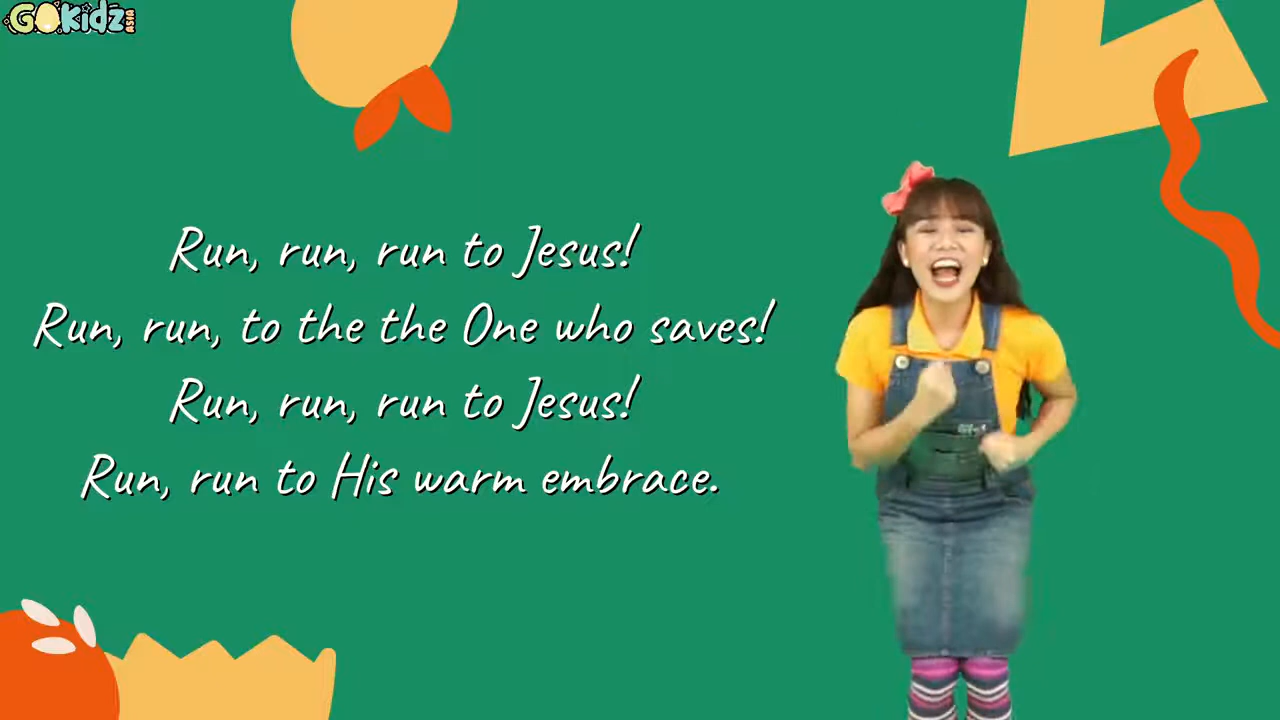 GOKidz ASIA
Run, run, run to Jesus!
Run, run, to the the One who saves!
Run, run, run to Jesus!
Run, run to His warm embrace.